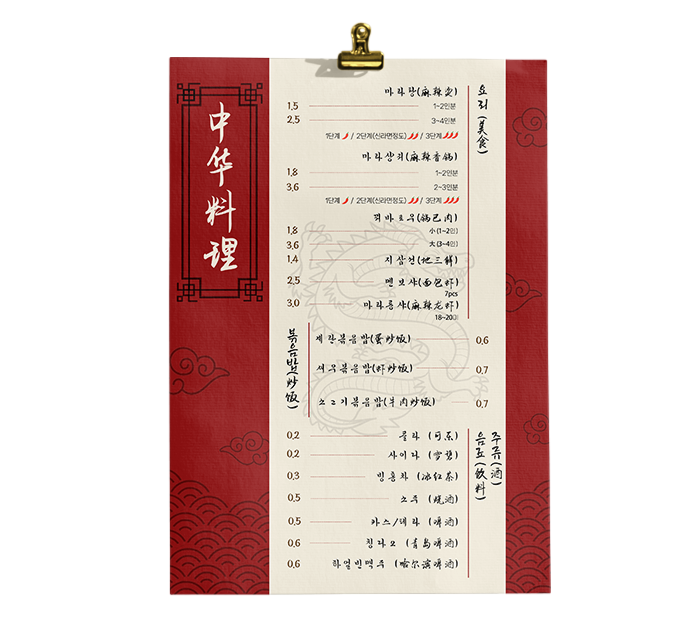 中华料理
요리 (美食)
마라탕(麻辣烫)
1,5 1~2인분
2,5 3~4인분
1단계 / 2단계(신라면정도) / 3단계
마라샹궈(麻辣香锅)
1,8 1~2인분
3,6 2~3인분
1단계 / 2단계(신라면정도) / 3단계
꿔바로우(锅巴肉)
1,8 小(1~2인)
3,6 大(3~4인)
1,4 지삼선(地三鲜)
2,5 멘보샤(面包虾)
7pcs
3,0 마라롱샤(麻辣龙虾)
18~20미
볶음밥(炒饭)
계란볶음밥(蛋炒饭) 0,6
새우볶음밥(虾炒饭) 0,7
소고기볶음밥(牛肉炒饭) 0,7
주류(酒)
음료(飲料)
0,2 콜라 (可乐)
0,2 사이다 (雪碧)
0,3 빙홍차 (冰红茶)
0,5 소주 (烧酒)
0,5 카스/테라 (啤酒)
0,6 칭따오 (青岛啤酒)
0,6 하얼빈맥주 (哈尔滨啤酒)